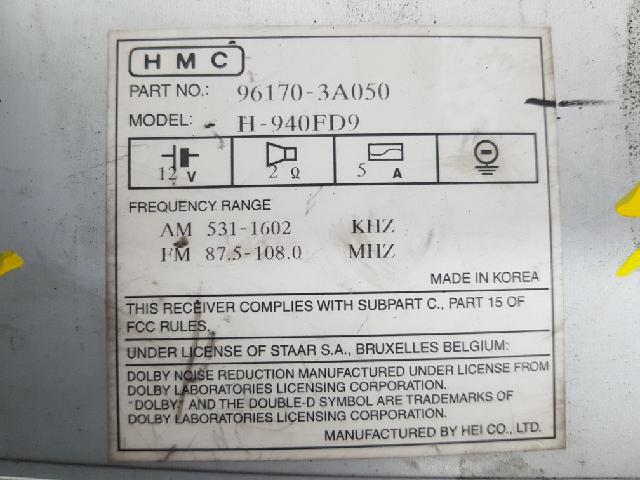 HMC
PART NO.: 96170-3A050
MODEL: H-940FD9
12 V 2 Ω 5 A
FREQUENCY RANGE
AM 531-1602 KHZ
FM 87.5-108.0 MHZ
MADE IN KOREA
THIS RECEIVER COMPLIES WITH SUBPART C., PART 15 OF
FCC RULES.
UNDER LICENSE OF STAAR S.A., BRUXELLES BELGIUM:
DOLBY NOISE REDUCTION MANUFACTURED UNDER LICENSE FROM
DOLBY LABORATORIES LICENSING CORPORATION.
"DOLBY" AND THE DOUBLE-D SYMBOL ARE TRADEMARKS OF
DOLBY LABORATORIES LICENSING CORPORATION.
MANUFACTURED BY HEI CO., LTD.